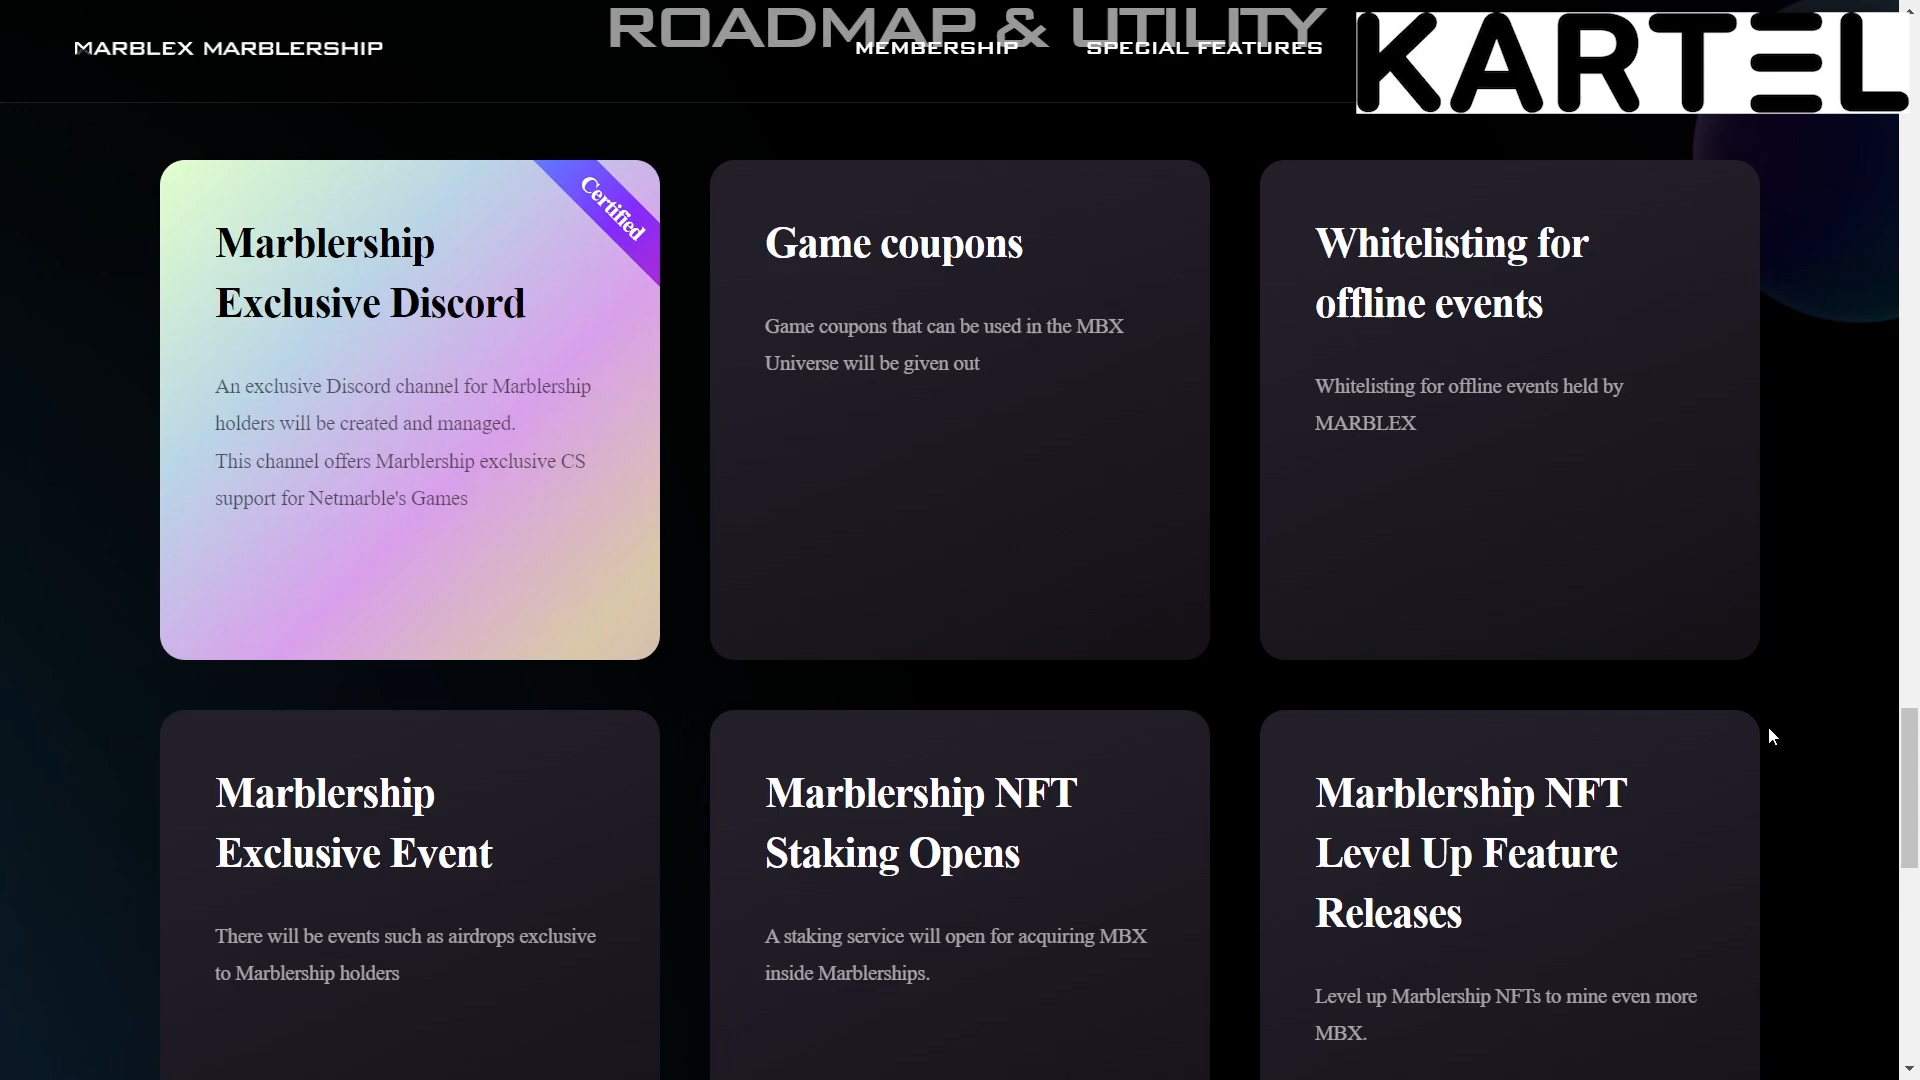 ROADMAP & UTILITY
MARBLEX MARBLERSHIP
MEMBERSHIP
SPECIAL FEATURES
KARTEL
Certified
Marblership
Exclusive Discord
An exclusive Discord channel for Marblership
holders will be created and managed.
This channel offers Marblership exclusive CS
support for Netmarble's Games
Game coupons
Game coupons that can be used in the MBX
Universe will be given out
Whitelisting for
offline events
Whitelisting for offline events held by
MARBLEX
Marblership
Exclusive Event
There will be events such as airdrops exclusive
to Marblership holders
Marblership NFT
Staking Opens
A staking service will open for acquiring MBX
inside Marblerships.
Marblership NFT
Level Up Feature
Releases
Level up Marblership NFTs to mine even more
MBX.